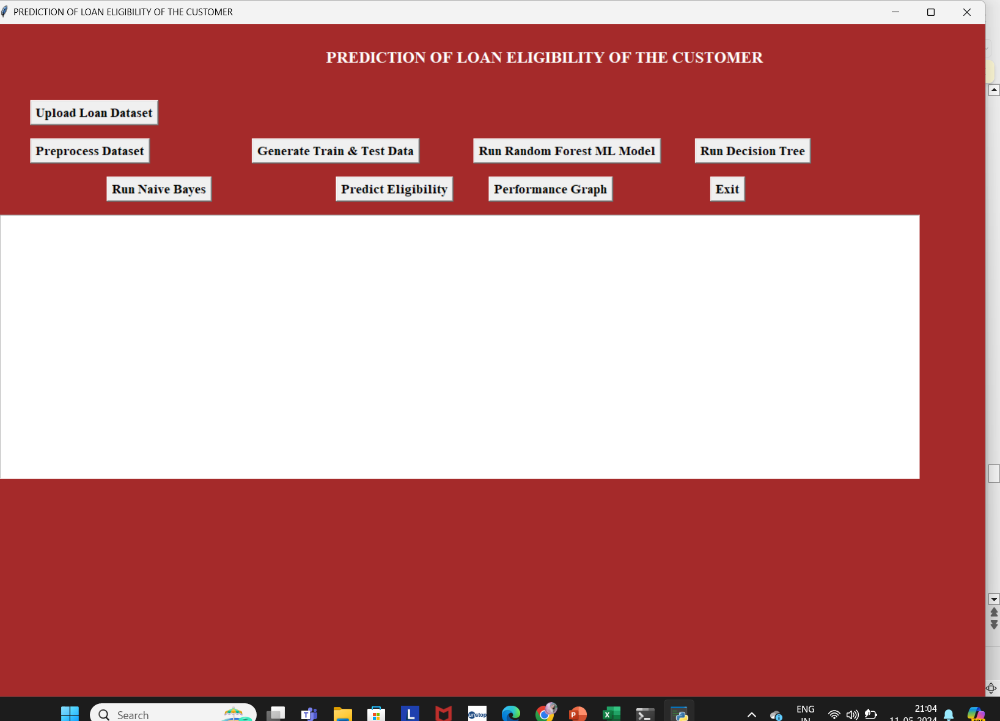 PREDICTION OF LOAN ELIGIBILITY OF THE CUSTOMER
PREDICTION OF LOAN ELIGIBILITY OF THE CUSTOMER
Upload Loan Dataset
Preprocess Dataset Generate Train & Test Data Run Random Forest ML Model Run Decision Tree
Run Naive Bayes Predict Eligibility Performance Graph Exit
Search L unstop ENG 21:04
IN 11-05-2024